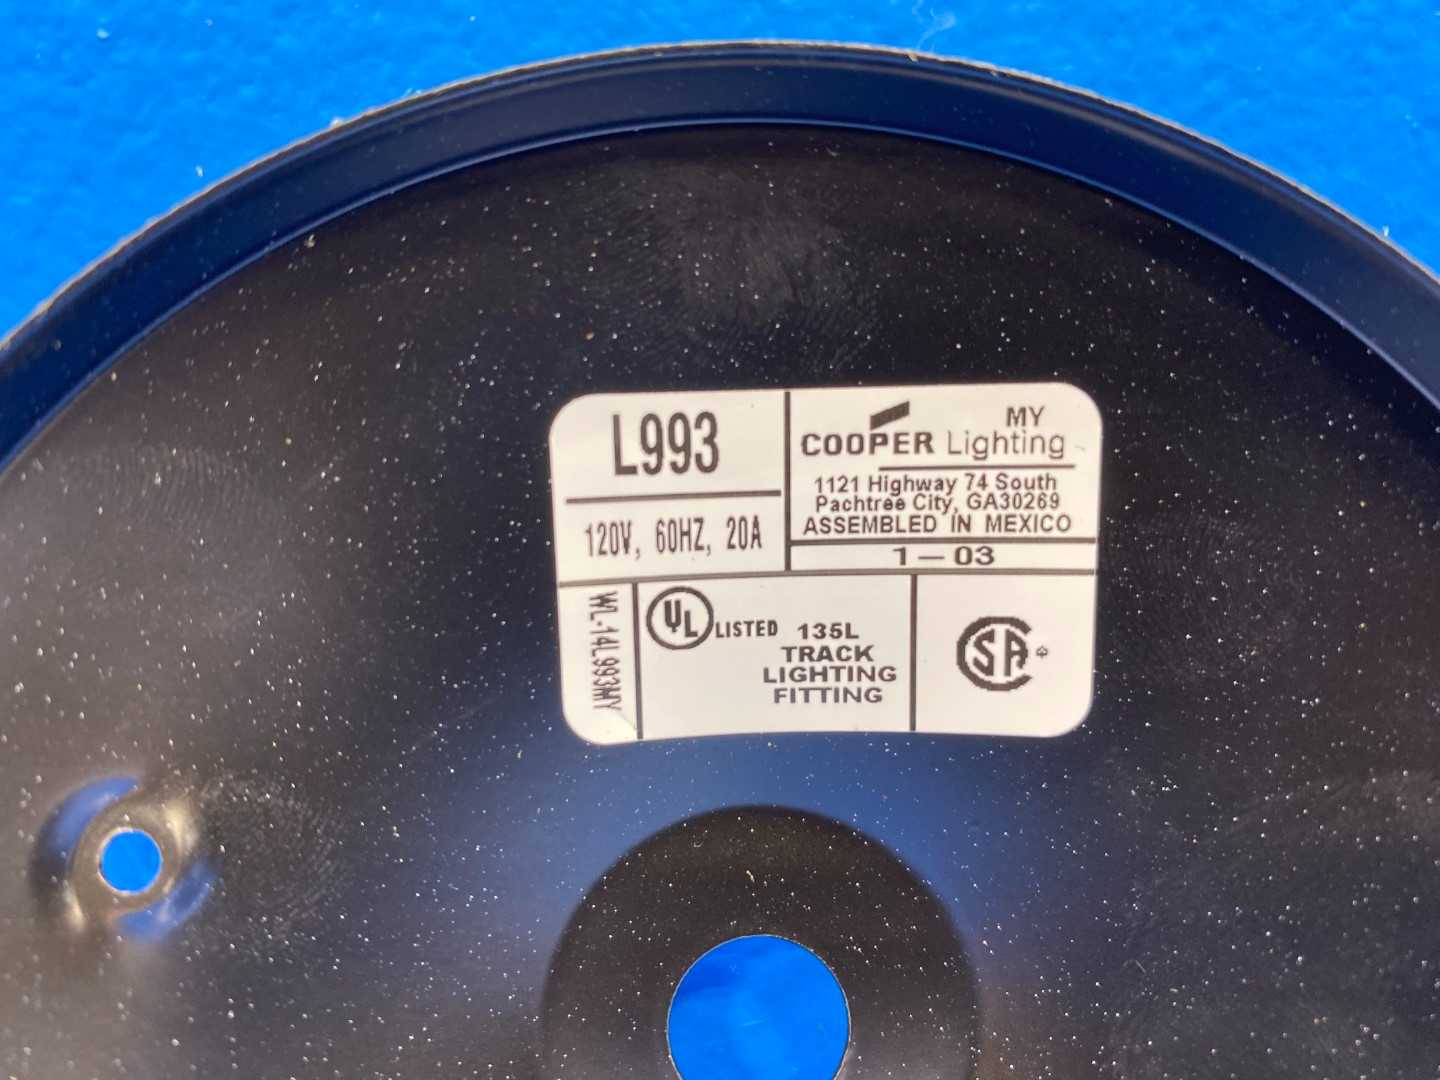 L993
120V, 60HZ, 20A
MY
COOPER Lighting
1121 Highway 74 South
Pachtree City, GA30269
ASSEMBLED IN MEXICO
1-03
WL-14L993MY
UL LISTED 135L
TRACK
LIGHTING
FITTING
SA